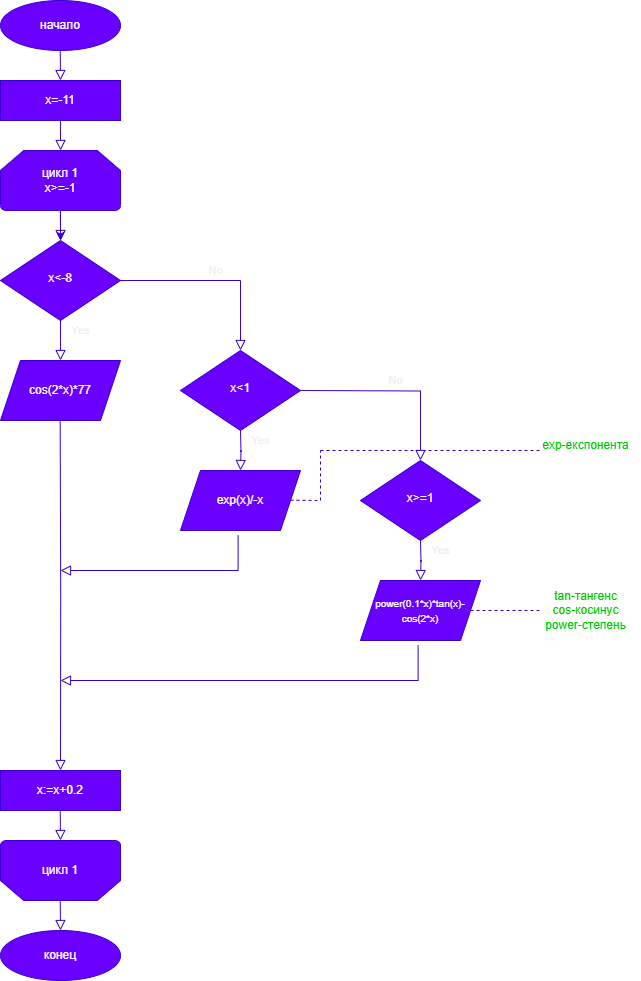 начало
x=-11
цикл 1
x>=-1
x<-8
No
Yes
cos(2*x)*77
x<1
No
Yes
exp(x)/-x
exp-експонента
x>=1
Yes
power(0.1*x)*tan(x)-
cos(2*x)
tan-тангенс
cos-косинус
power-степень
x:=x+0.2
цикл 1
конец